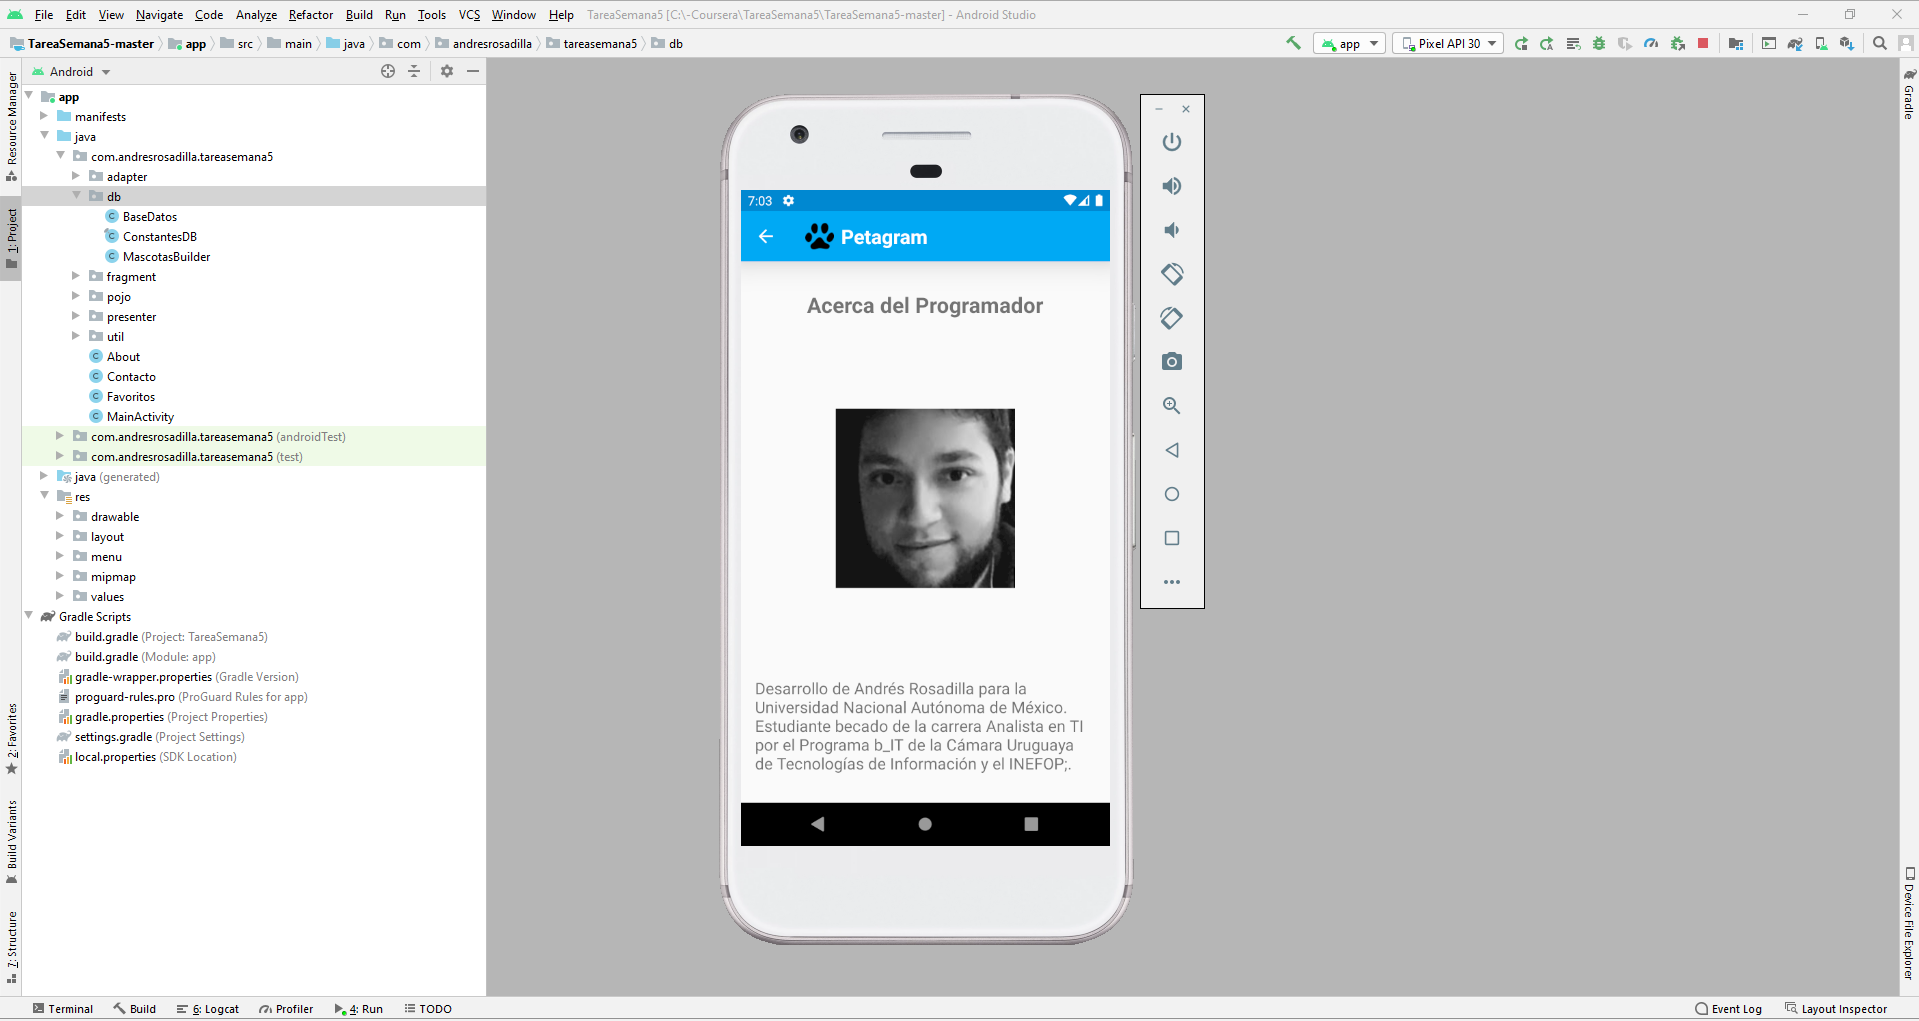 File Edit View Navigate Code Analyze Refactor Build Run Tools VCS Window Help TareaSemana5 [C:\-Coursera\TareaSemana5\TareaSemana5-master] - Android Studio
TareaSemana5-master app src main java com andresrosadilla tareasemana5 db
app Pixel API 30
Android
Resource Manager
1: Project
2: Favorites
Build Variants
7: Structure
app
manifests
java
com.andresrosadilla.tareasemana5
adapter
db
BaseDatos
ConstantesDB
MascotasBuilder
fragment
pojo
presenter
util
About
Contacto
Favoritos
MainActivity
com.andresrosadilla.tareasemana5 (androidTest)
com.andresrosadilla.tareasemana5 (test)
java (generated)
res
drawable
layout
menu
mipmap
values
Gradle Scripts
build.gradle (Project: TareaSemana5)
build.gradle (Module: app)
gradle-wrapper.properties (Gradle Version)
proguard-rules.pro (ProGuard Rules for app)
gradle.properties (Project Properties)
settings.gradle (Project Settings)
local.properties (SDK Location)
7:03
Petagram
Acerca del Programador
Desarrollo de Andrés Rosadilla para la
Universidad Nacional Autónoma de México.
Estudiante becado de la carrera Analista en TI
por el Programa b_IT de la Cámara Uruguaya
de Tecnologías de Información y el INEFOP;.
Gradle
Device File Explorer
Terminal Build 6: Logcat Profiler 4: Run TODO
Event Log Layout Inspector